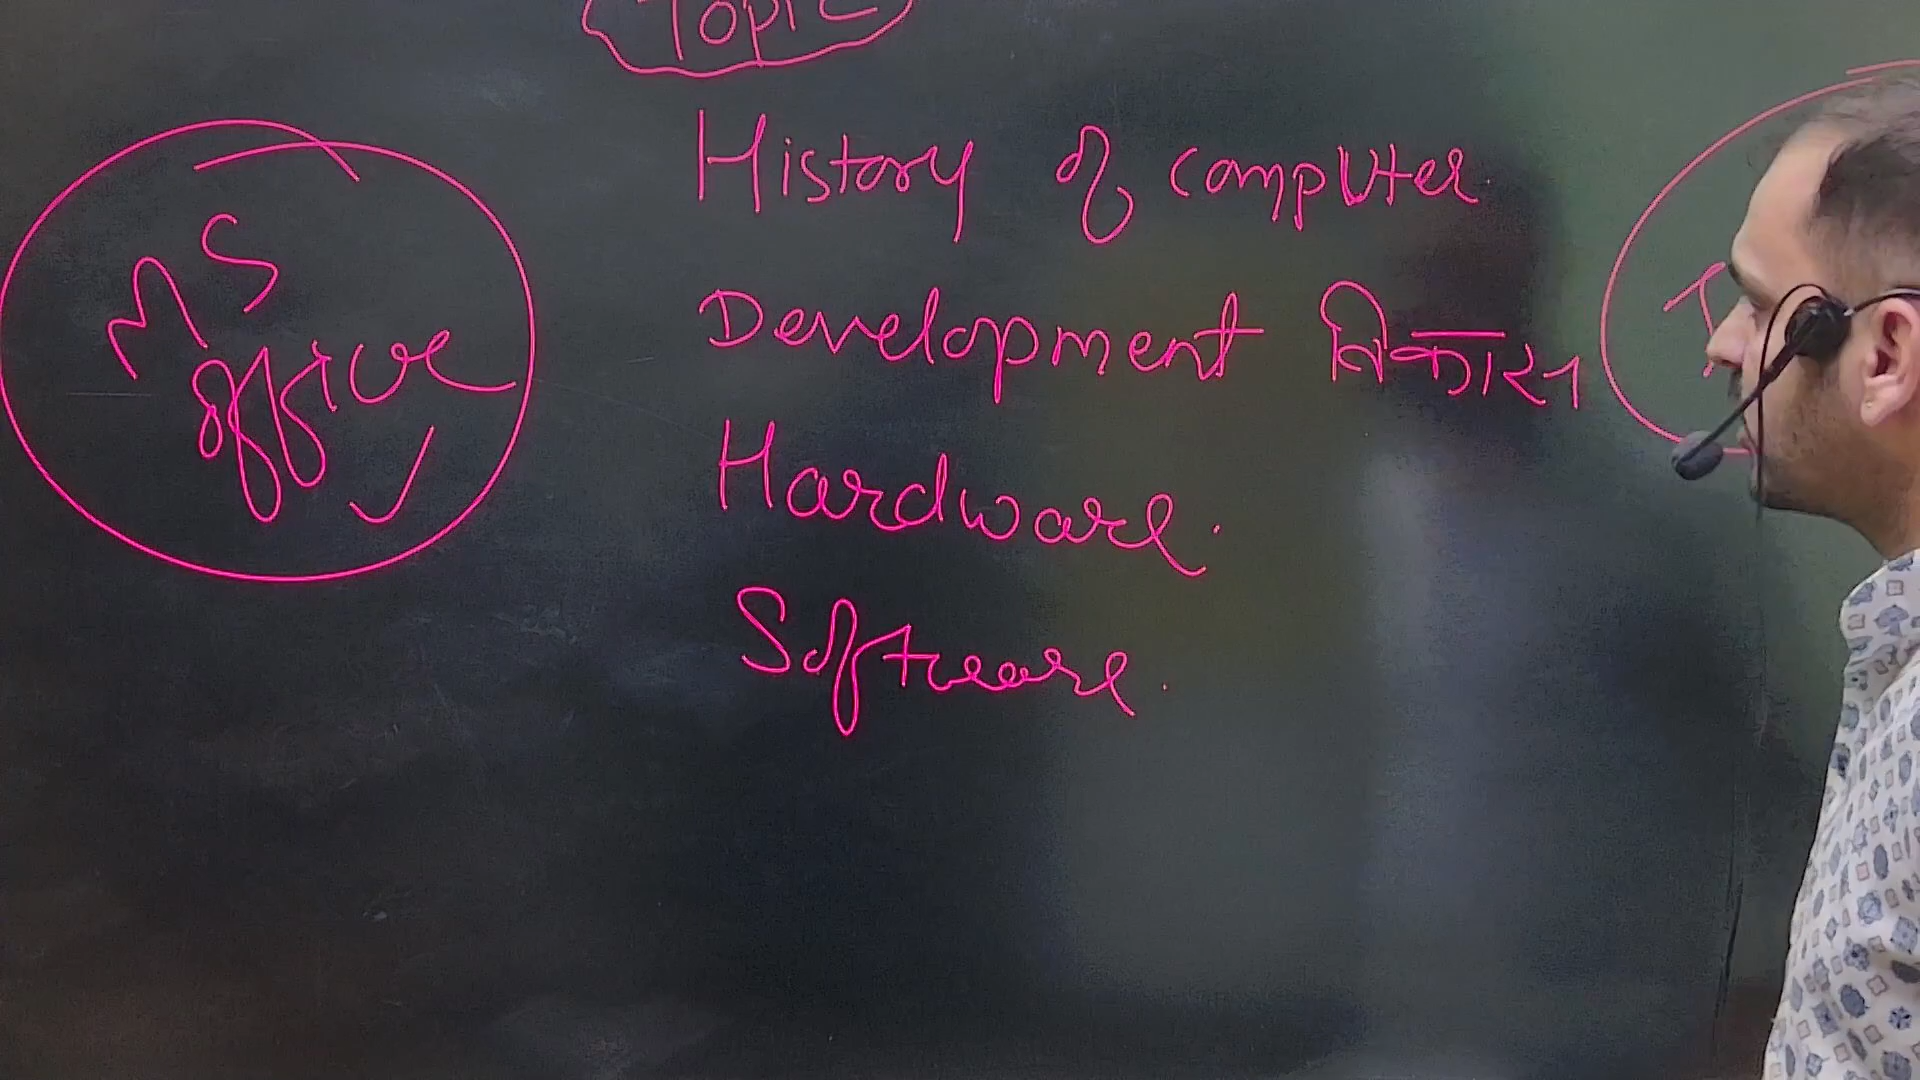 Topic
History of computer
Development विकास
Hardware.
Software.
MS
office